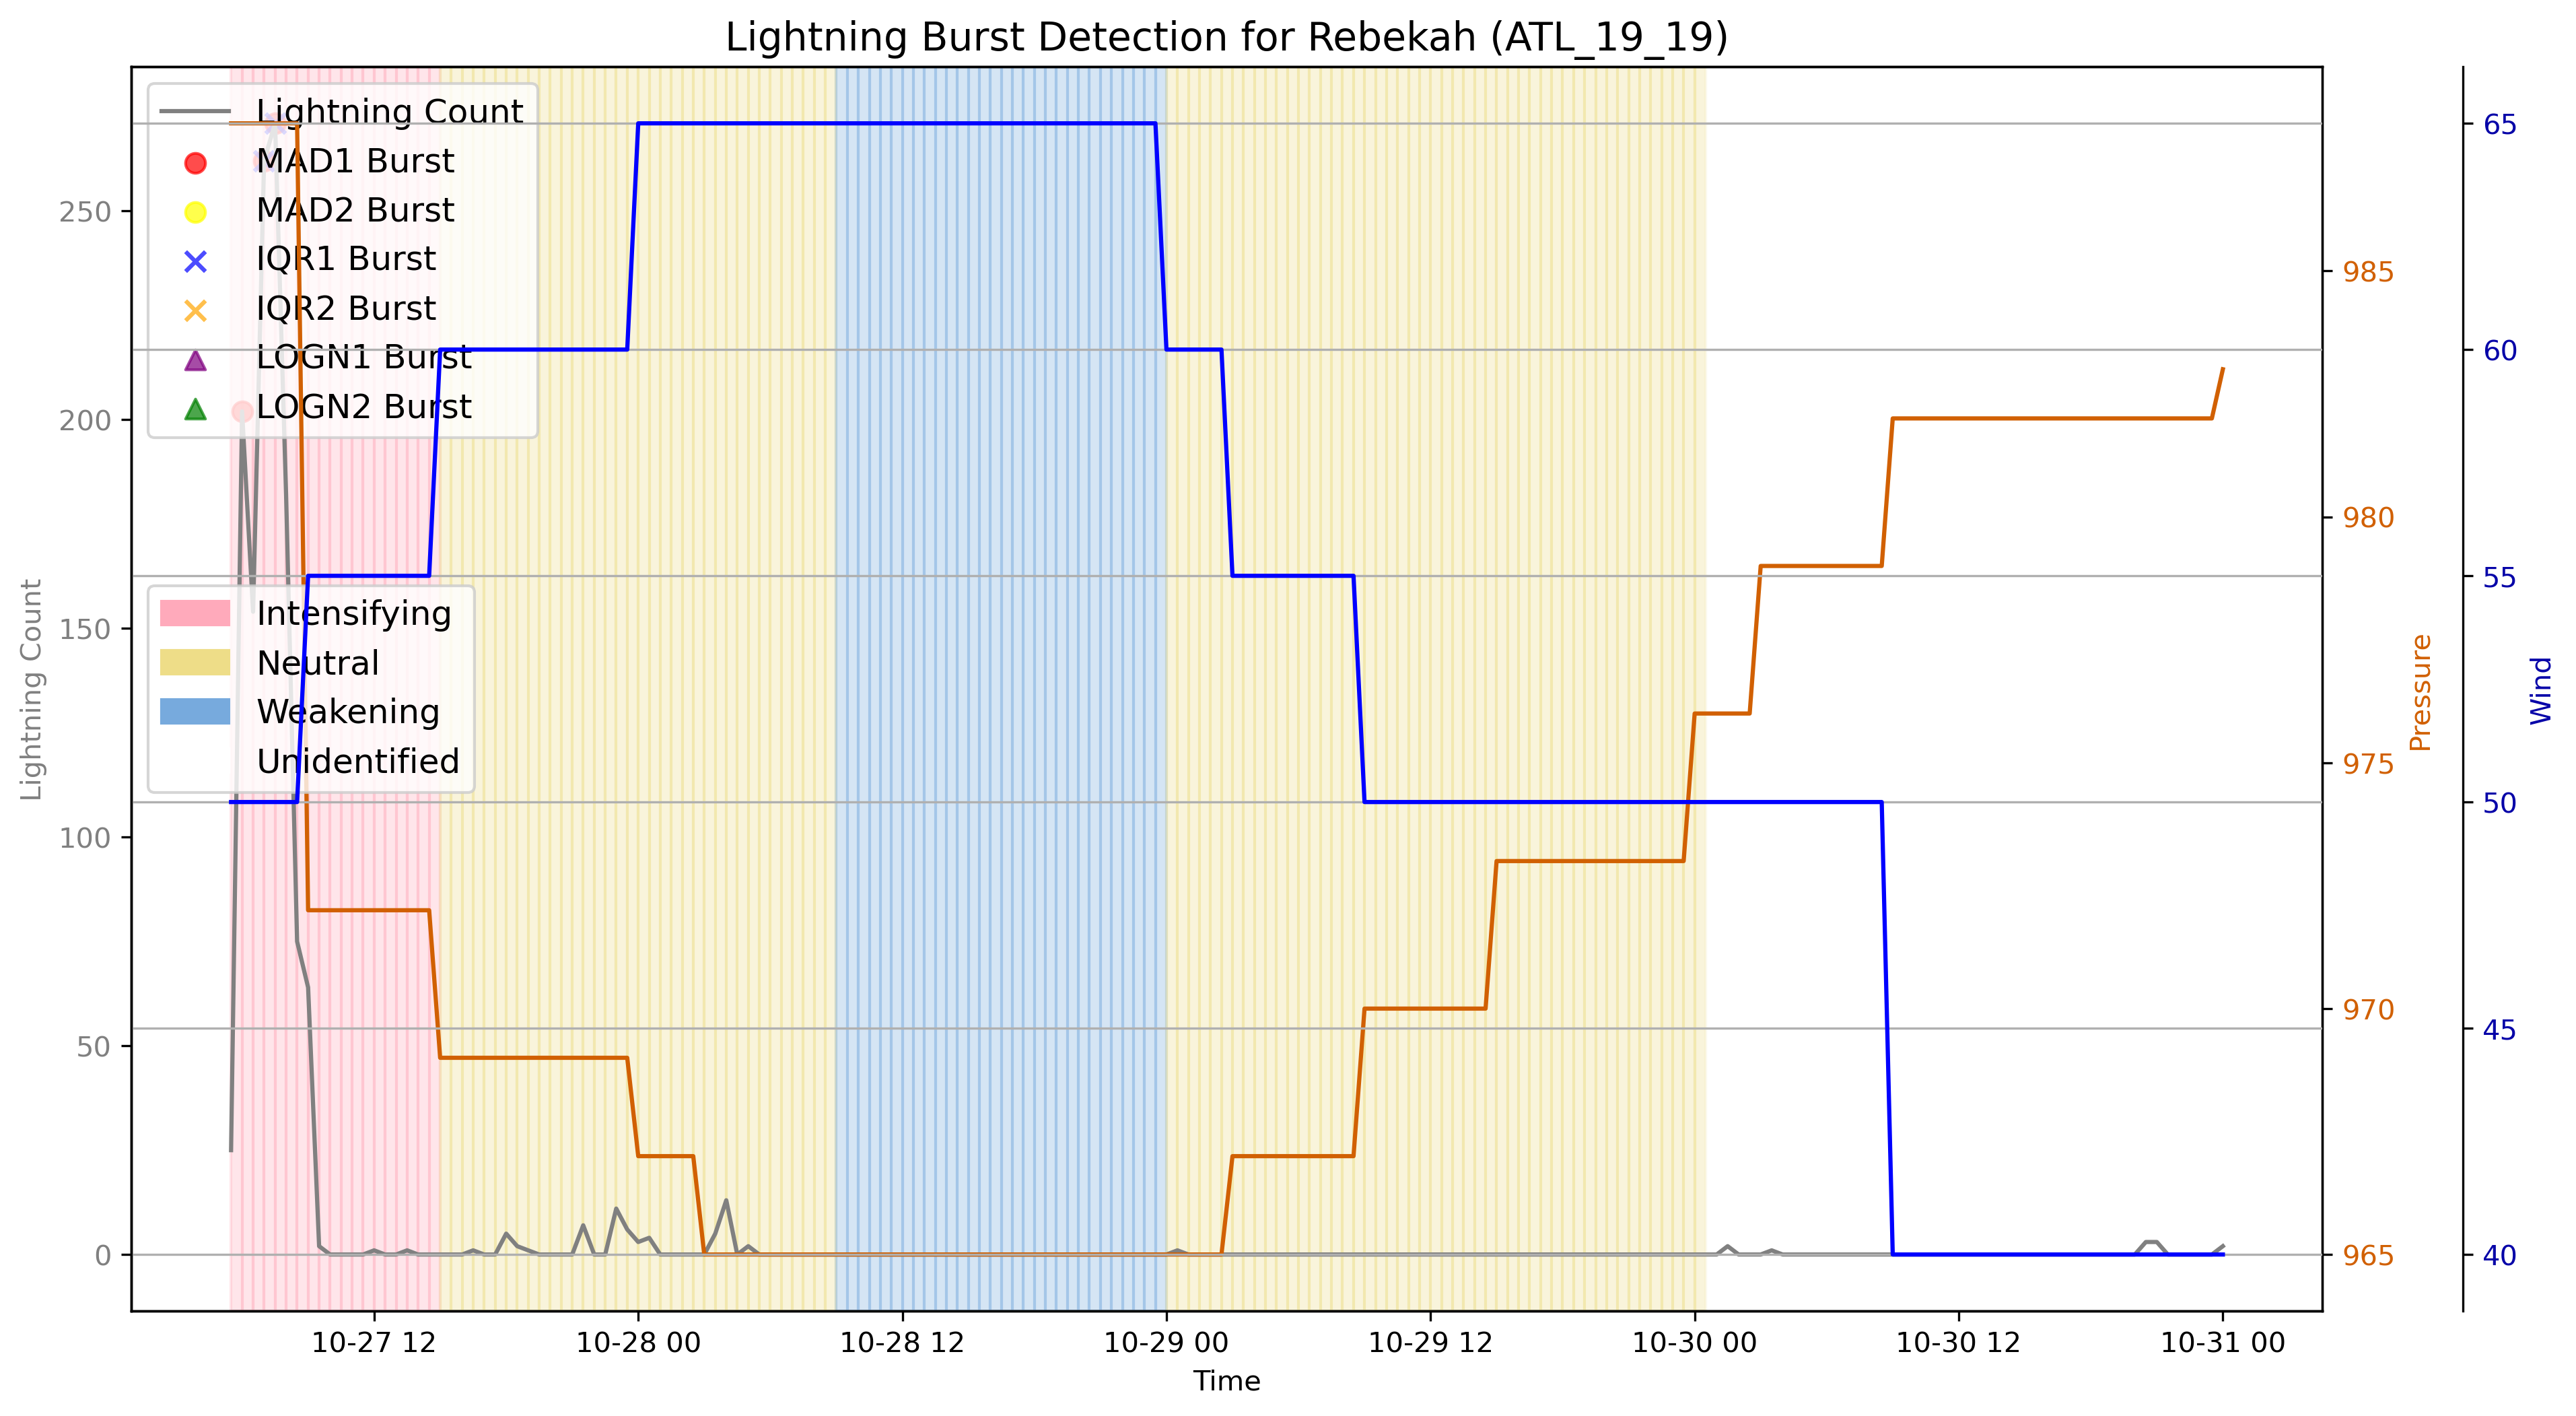 Lightning Burst Detection for Rebekah (ATL_19_19)
Lightning Count
MAD1 Burst
MAD2 Burst
IQR1 Burst
IQR2 Burst
LOGN1 Burst
LOGN2 Burst
Intensifying
Neutral
Weakening
Unidentified
Lightning Count
250
200
150
100
50
0
985
980
975
970
965
Pressure
65
60
55
50
45
40
Wind
10-27 12
10-28 00
10-28 12
10-29 00
10-29 12
10-30 00
10-30 12
10-31 00
Time